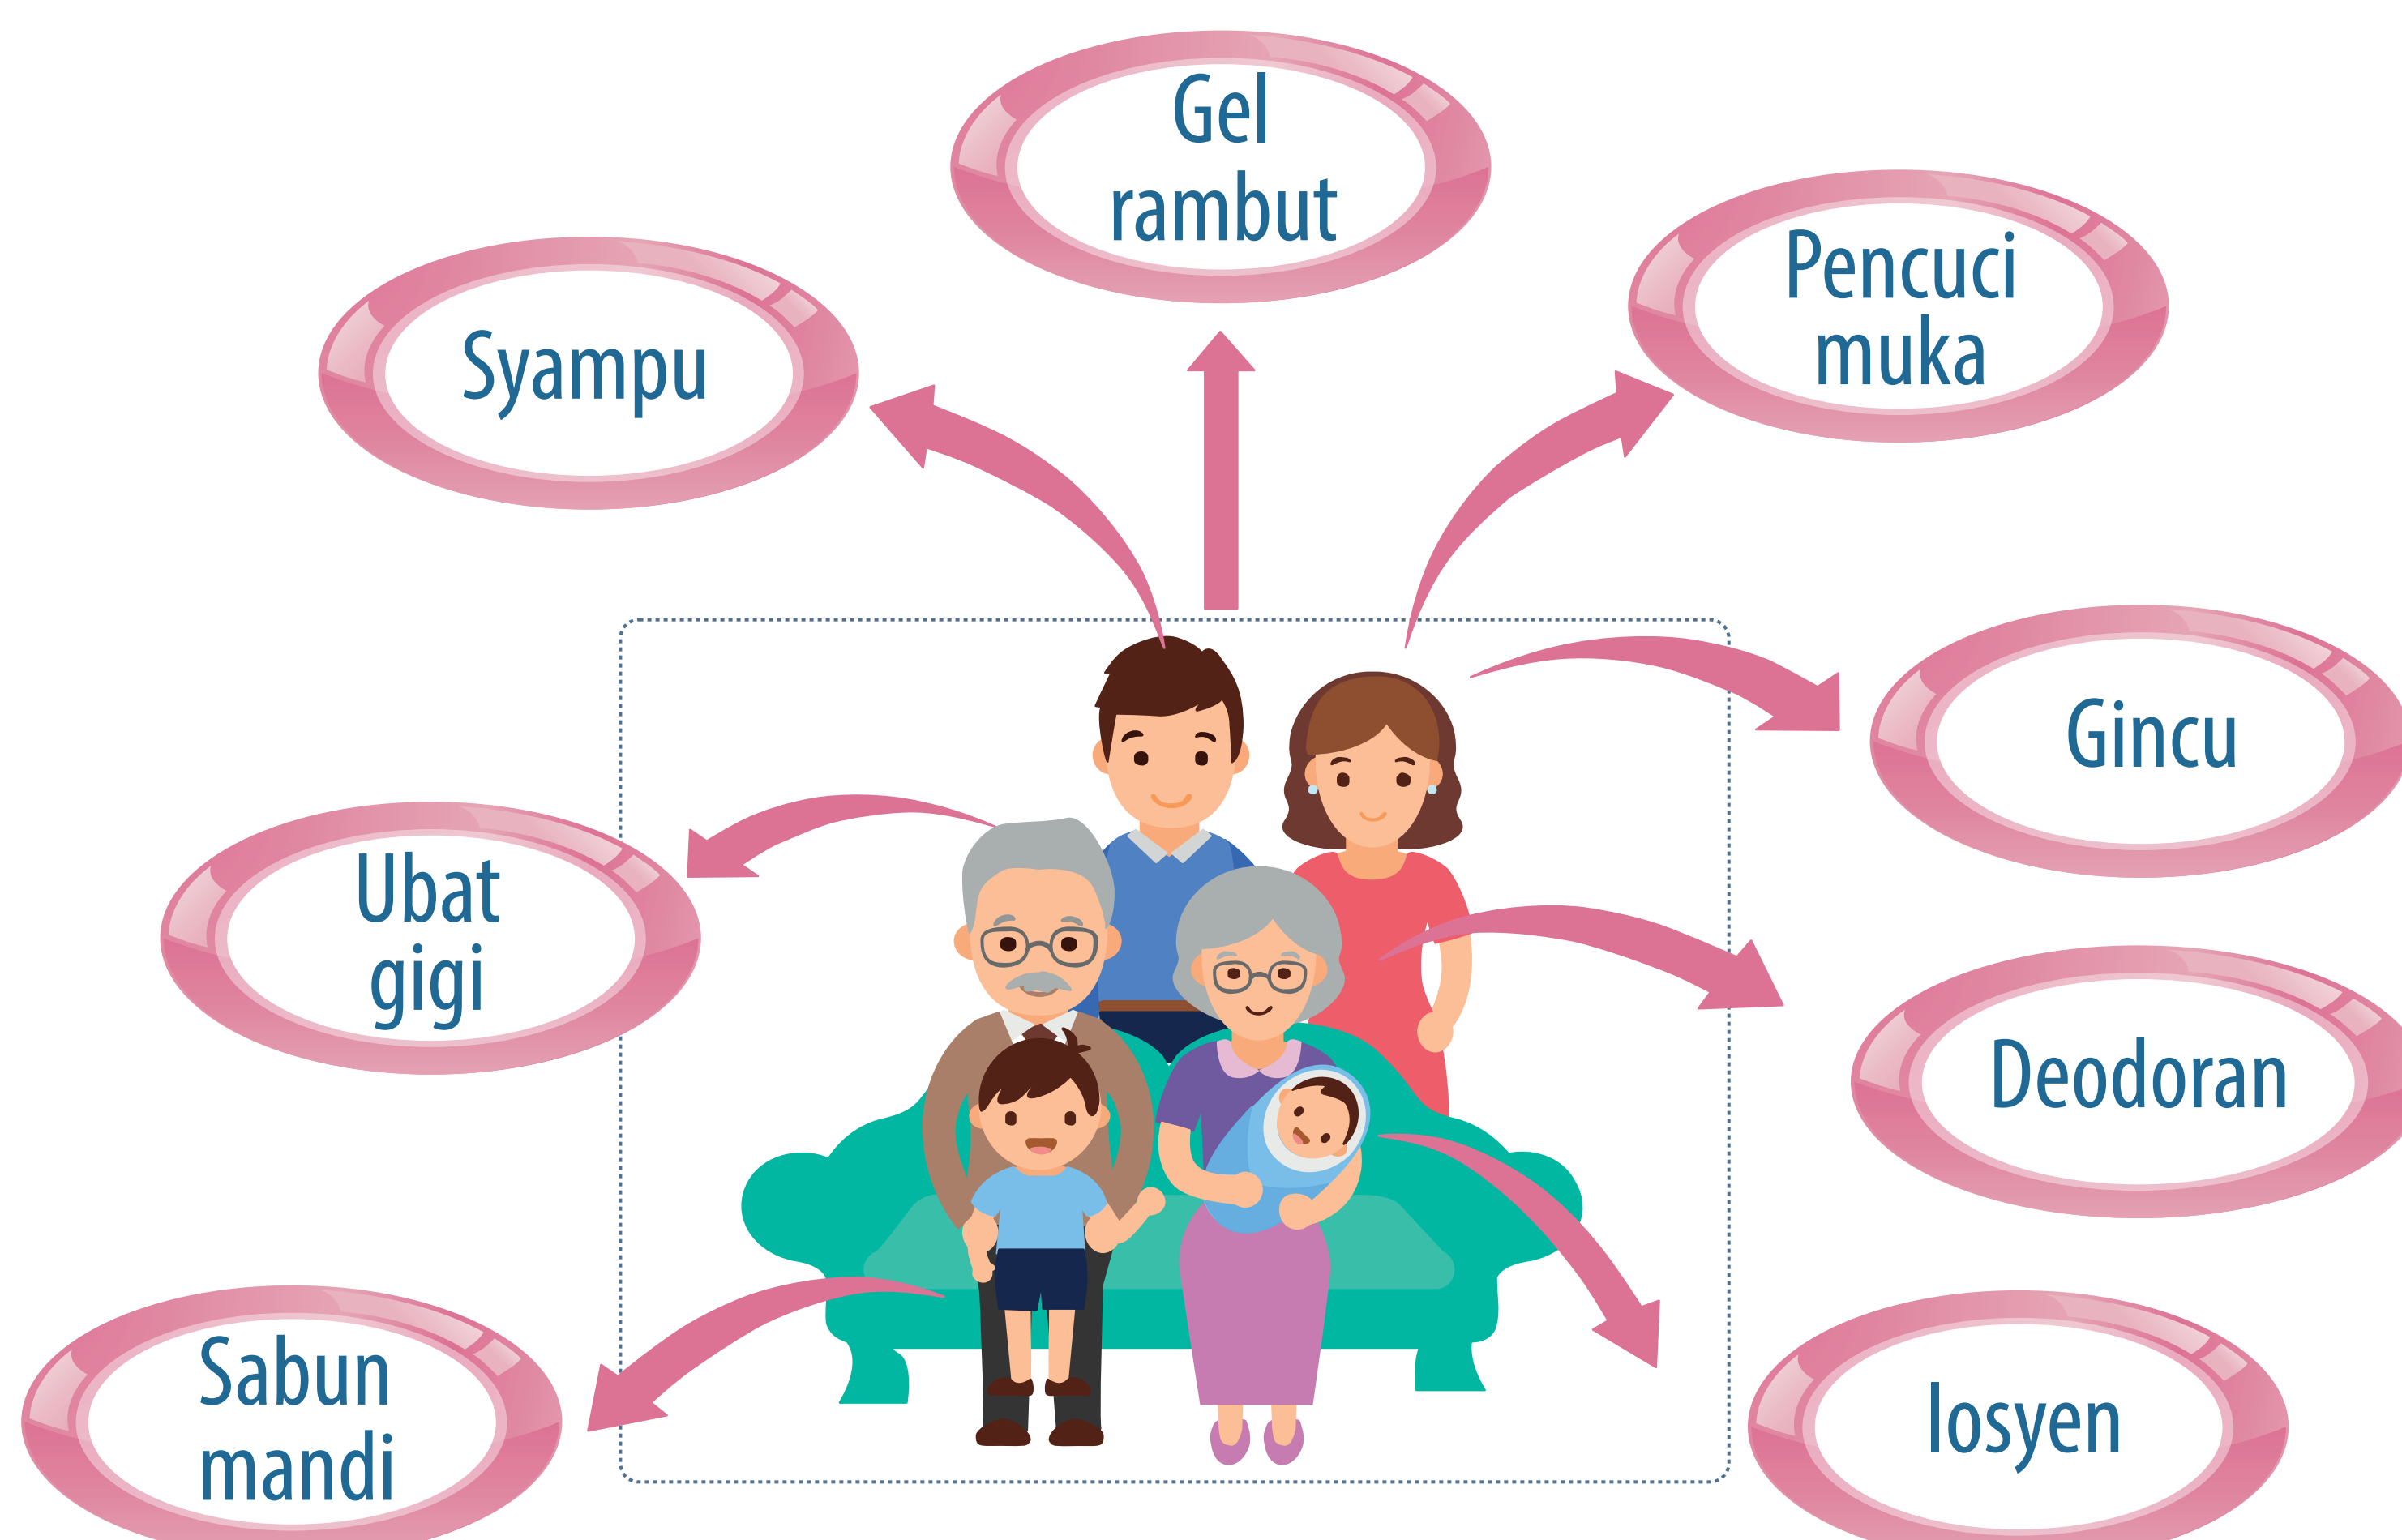 Gel
rambut
Pencuci
muka
Syampu
Gincu
Ubat
gigi
Deodoran
losyen
Sabun
mandi